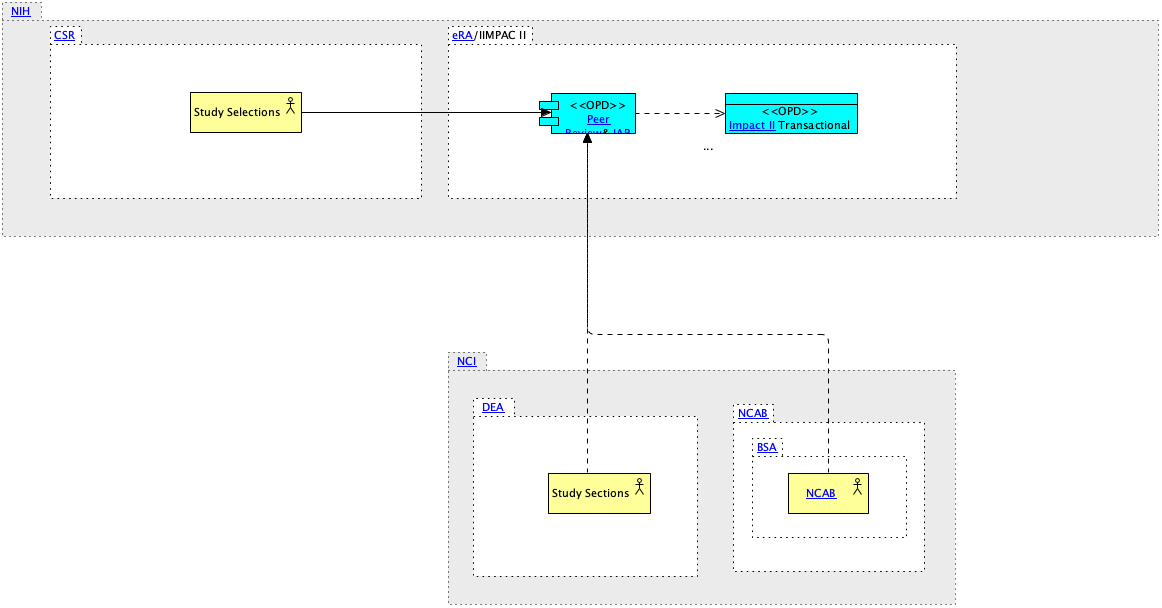 NIH
CSR
eRA/IIMPAC II
Study Selections
<<OPD>>
Peer
Review& IAR
<<OPD>>
Impact II Transactional
...
NCI
DEA
Study Sections
NCAB
BSA
NCAB